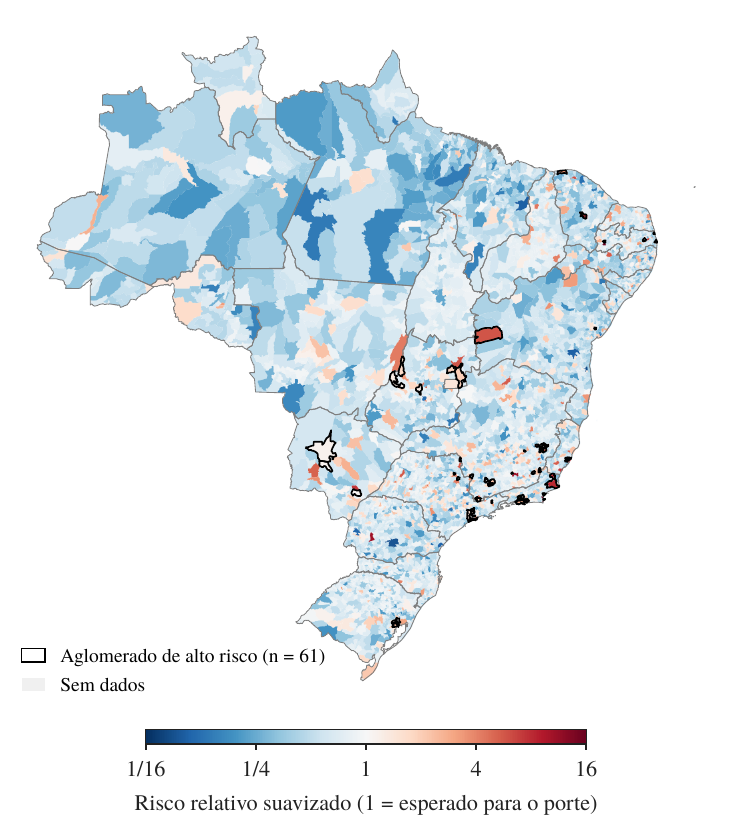 Aglomerado de alto risco (n = 61)
Sem dados
1/16 1/4 1 4 16
Risco relativo suavizado (1 = esperado para o porte)